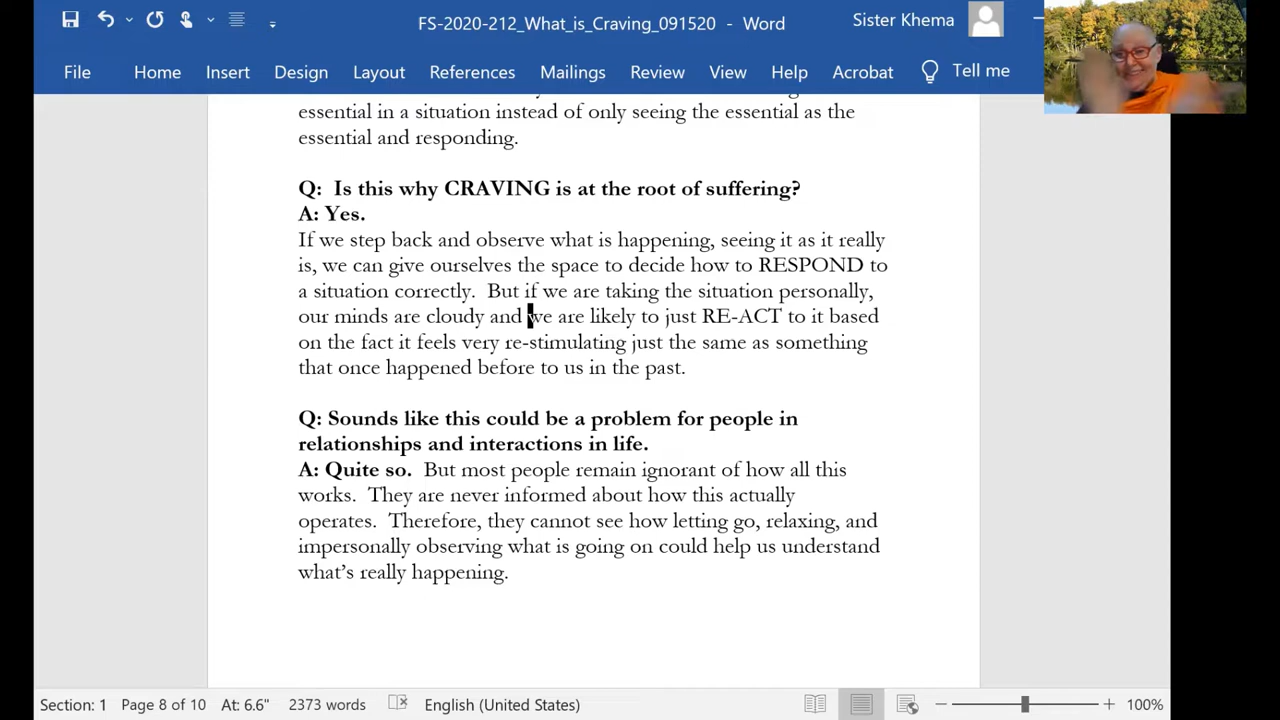 FS-2020-212_What_is_Craving_091520 - Word
Sister Khema
File Home Insert Design Layout References Mailings Review View Help Acrobat Tell me
essential in a situation instead of only seeing the essential as the
essential and responding.
Q: Is this why CRAVING is at the root of suffering?
A: Yes.
If we step back and observe what is happening, seeing it as it really
is, we can give ourselves the space to decide how to RESPOND to
a situation correctly. But if we are taking the situation personally,
our minds are cloudy and we are likely to just RE-ACT to it based
on the fact it feels very re-stimulating just the same as something
that once happened before to us in the past.
Q: Sounds like this could be a problem for people in
relationships and interactions in life.
A: Quite so. But most people remain ignorant of how all this
works. They are never informed about how this actually
operates. Therefore, they cannot see how letting go, relaxing, and
impersonally observing what is going on could help us understand
what's really happening.
Section: 1 Page 8 of 10 At: 6.6" 2373 words English (United States) 100%